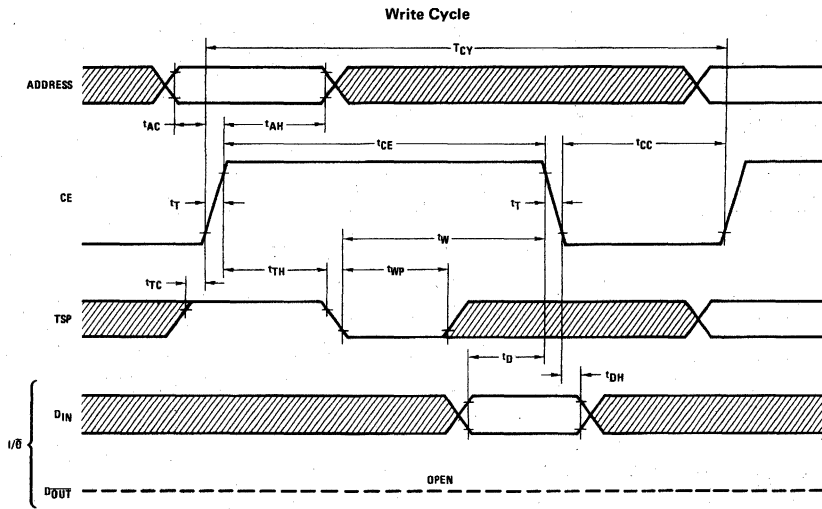 Write Cycle
TCY
ADDRESS
tAC
tAH
tCE
tCC
CE
tT
tT
tW
tTH
tWP
tTC
TSP
tD
tDH
DIN
I/Ō
OPEN
D̅O̅U̅T̅